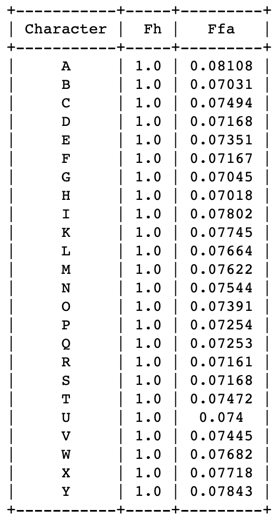 +-----------+-----+---------+
| Character | Fh | Ffa |
+-----------+-----+---------+
| A | 1.0 | 0.08108 |
| B | 1.0 | 0.07031 |
| C | 1.0 | 0.07494 |
| D | 1.0 | 0.07168 |
| E | 1.0 | 0.07351 |
| F | 1.0 | 0.07167 |
| G | 1.0 | 0.07045 |
| H | 1.0 | 0.07018 |
| I | 1.0 | 0.07802 |
| K | 1.0 | 0.07745 |
| L | 1.0 | 0.07664 |
| M | 1.0 | 0.07622 |
| N | 1.0 | 0.07544 |
| O | 1.0 | 0.07391 |
| P | 1.0 | 0.07254 |
| Q | 1.0 | 0.07253 |
| R | 1.0 | 0.07161 |
| S | 1.0 | 0.07168 |
| T | 1.0 | 0.07472 |
| U | 1.0 | 0.074 |
| V | 1.0 | 0.07445 |
| W | 1.0 | 0.07682 |
| X | 1.0 | 0.07718 |
| Y | 1.0 | 0.07843 |
+-----------+-----+---------+